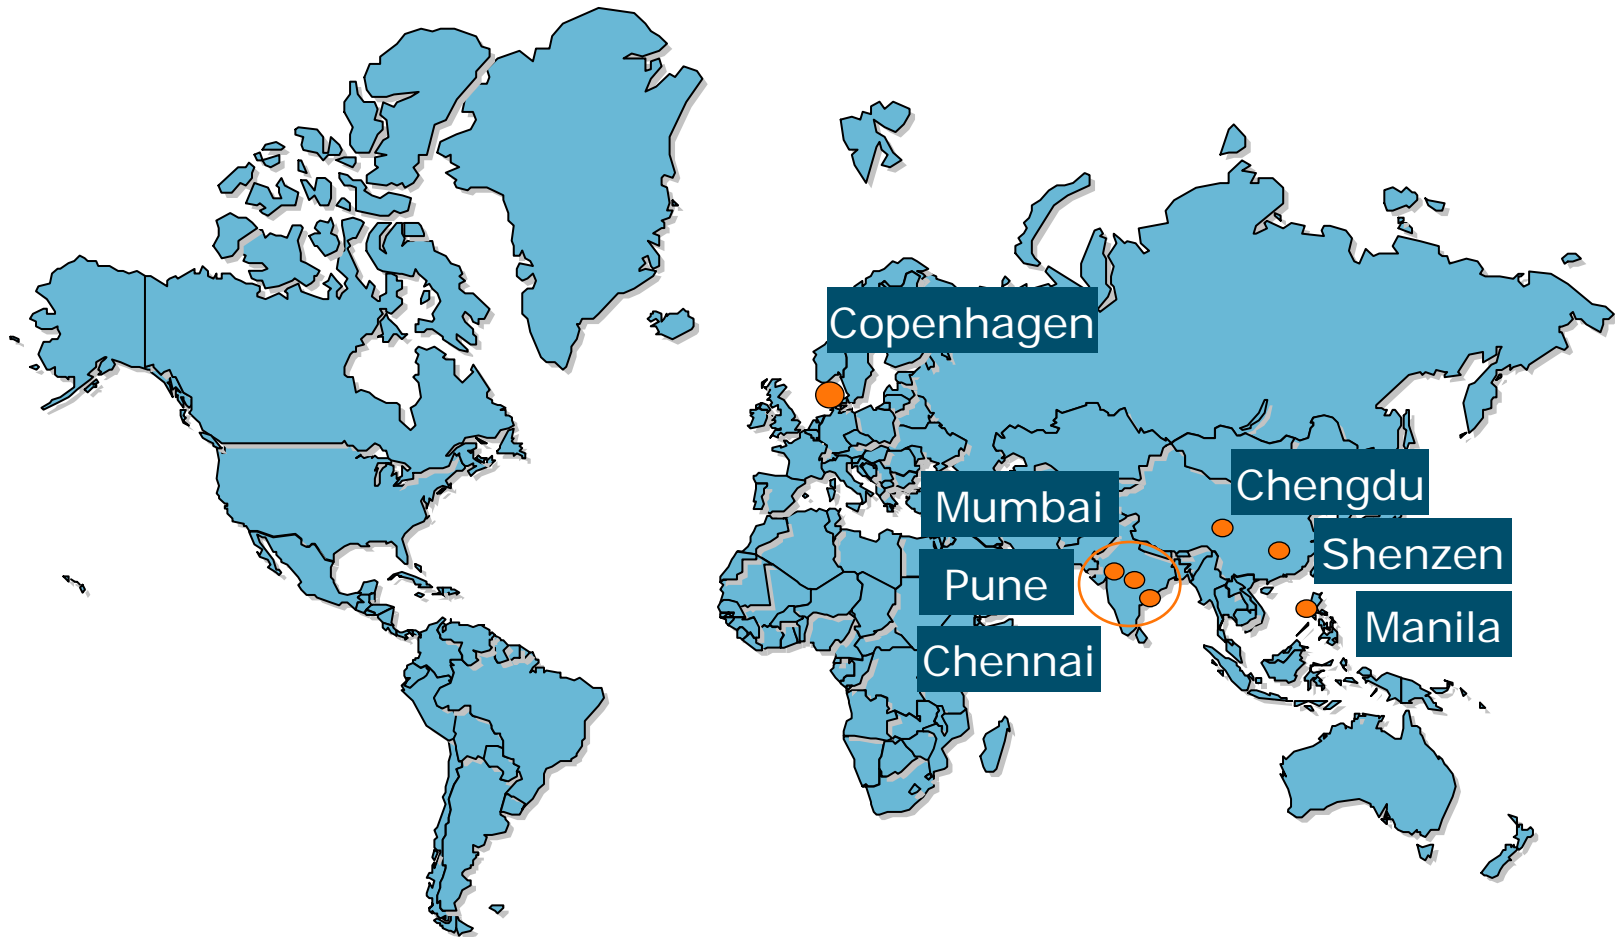 Copenhagen
Chengdu
Mumbai
Shenzen
Pune
Manila
Chennai